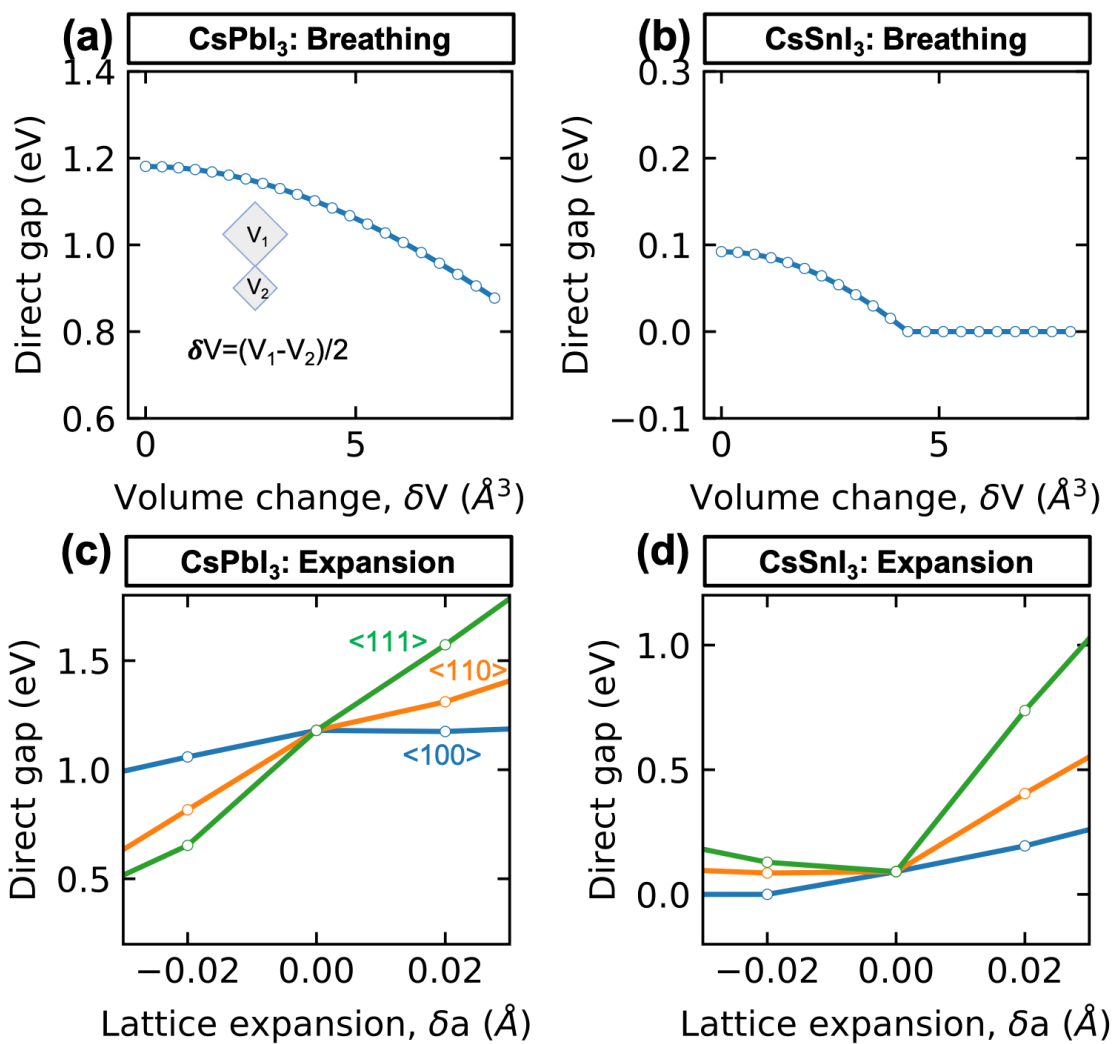 (a) CsPbI₃: Breathing
Direct gap (eV)
1.4
1.2
1.0
0.8
0.6
V₁
V₂
δV=(V₁-V₂)/2
0 5
Volume change, δV (Å³)
(b) CsSnI₃: Breathing
Direct gap (eV)
0.3
0.2
0.1
0.0
−0.1
0 5
Volume change, δV (Å³)
(c) CsPbI₃: Expansion
Direct gap (eV)
1.5
1.0
0.5
<111>
<110>
<100>
−0.02 0.00 0.02
Lattice expansion, δa (Å)
(d) CsSnI₃: Expansion
Direct gap (eV)
1.0
0.5
0.0
−0.02 0.00 0.02
Lattice expansion, δa (Å)